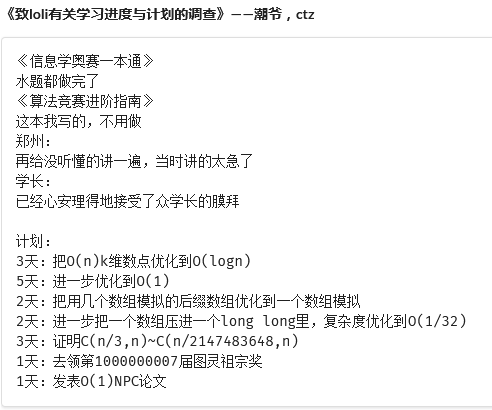 《致loli有关学习进度与计划的调查》——潮爷，ctz
《信息学奥赛一本通》
水题都做完了
《算法竞赛进阶指南》
这本我写的，不用做
郑州：
再给没听懂的讲一遍，当时讲的太急了
学长：
已经心安理得地接受了众学长的膜拜
计划：
3天：把O(n)k维数点优化到O(logn)
5天：进一步优化到O(1)
2天：把用几个数组模拟的后缀数组优化到一个数组模拟
2天：进一步把一个数组压进一个long long里，复杂度优化到O(1/32)
3天：证明C(n/3,n)~C(n/2147483648,n)
1天：去领第1000000007届图灵祖宗奖
1天：发表O(1)NPC论文